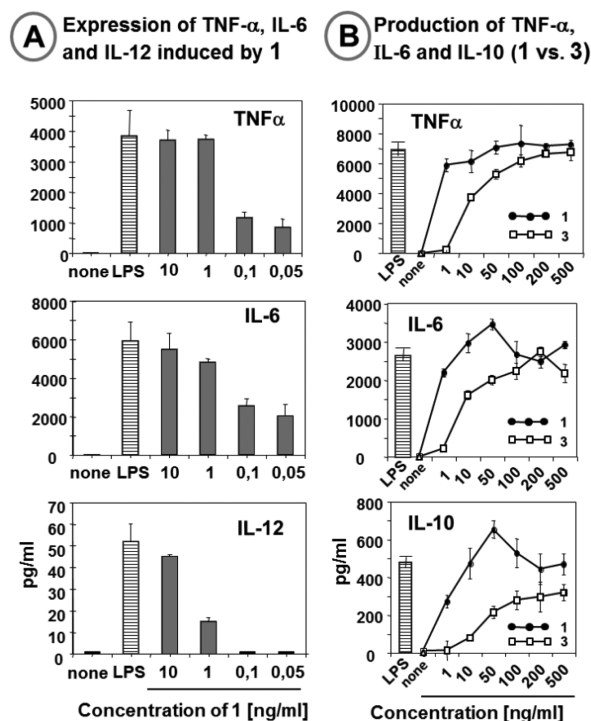 A Expression of TNF-α, IL-6
and IL-12 induced by 1
TNFα
5000
4000
3000
2000
1000
0
none LPS 10 1 0,1 0,05
IL-6
8000
6000
4000
2000
0
none LPS 10 1 0,1 0,05
IL-12
pg/ml
70
60
50
40
30
20
10
0
none LPS 10 1 0,1 0,05
Concentration of 1 [ng/ml]
B Production of TNF-α,
IL-6 and IL-10 (1 vs. 3)
TNFα
10000
8000
6000
4000
2000
0
1
3
LPS none 1 10 50 100 200 500
IL-6
4000
3000
2000
1000
0
1
3
LPS none 1 10 50 100 200 500
IL-10
pg/ml
800
600
400
200
0
1
3
LPS none 1 10 50 100 200 500
Concentration [ng/ml]